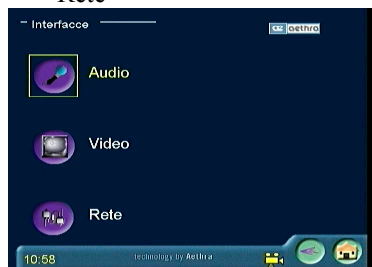 Rete
Interfacce
aethra
Audio
Video
Rete
10:58
technology by Aethra